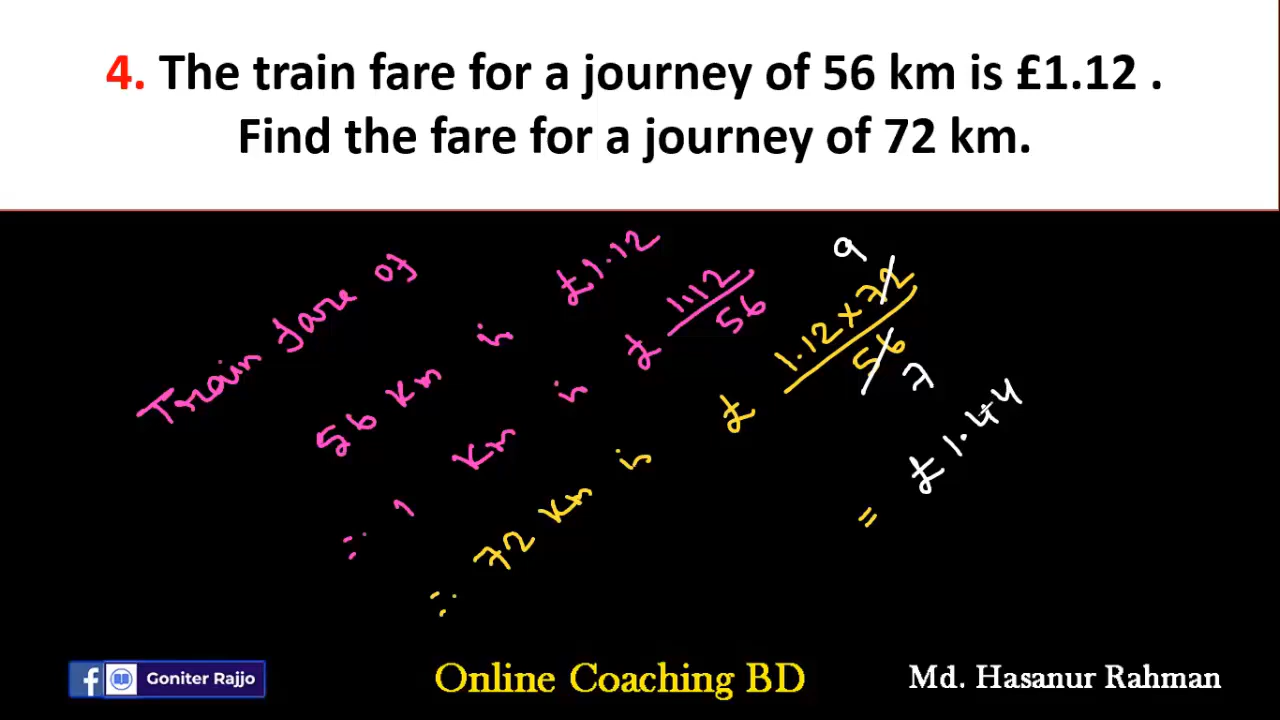 4. The train fare for a journey of 56 km is £1.12 .
Find the fare for a journey of 72 km.
Train fare of
56 km is £1.12
∴ 1 km is £ 1.12/56
∴ 72 km is £ 1.12 × 72/56
9
7
= £1.44
f Goniter Rajjo
Online Coaching BD
Md. Hasanur Rahman